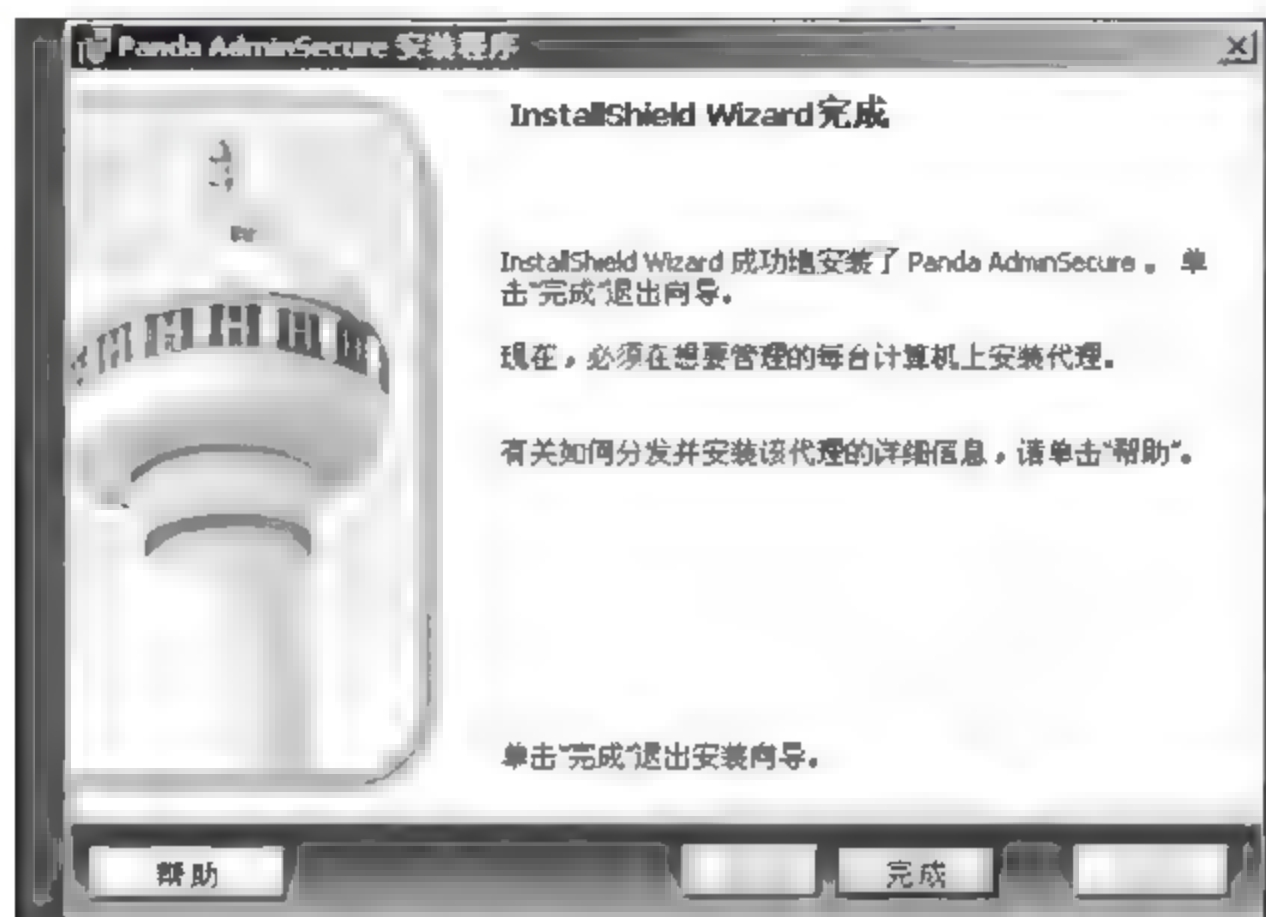 Panda AdminSecure 安装程序
InstallShield Wizard完成
InstallShield Wizard 成功地安装了 Panda AdminSecure 。 单
击“完成”退出向导。
现在，必须在想要管理的每台计算机上安装代理。
有关如何分发并安装该代理的详细信息，请单击“帮助”。
单击“完成”退出安装向导。
帮助
完成